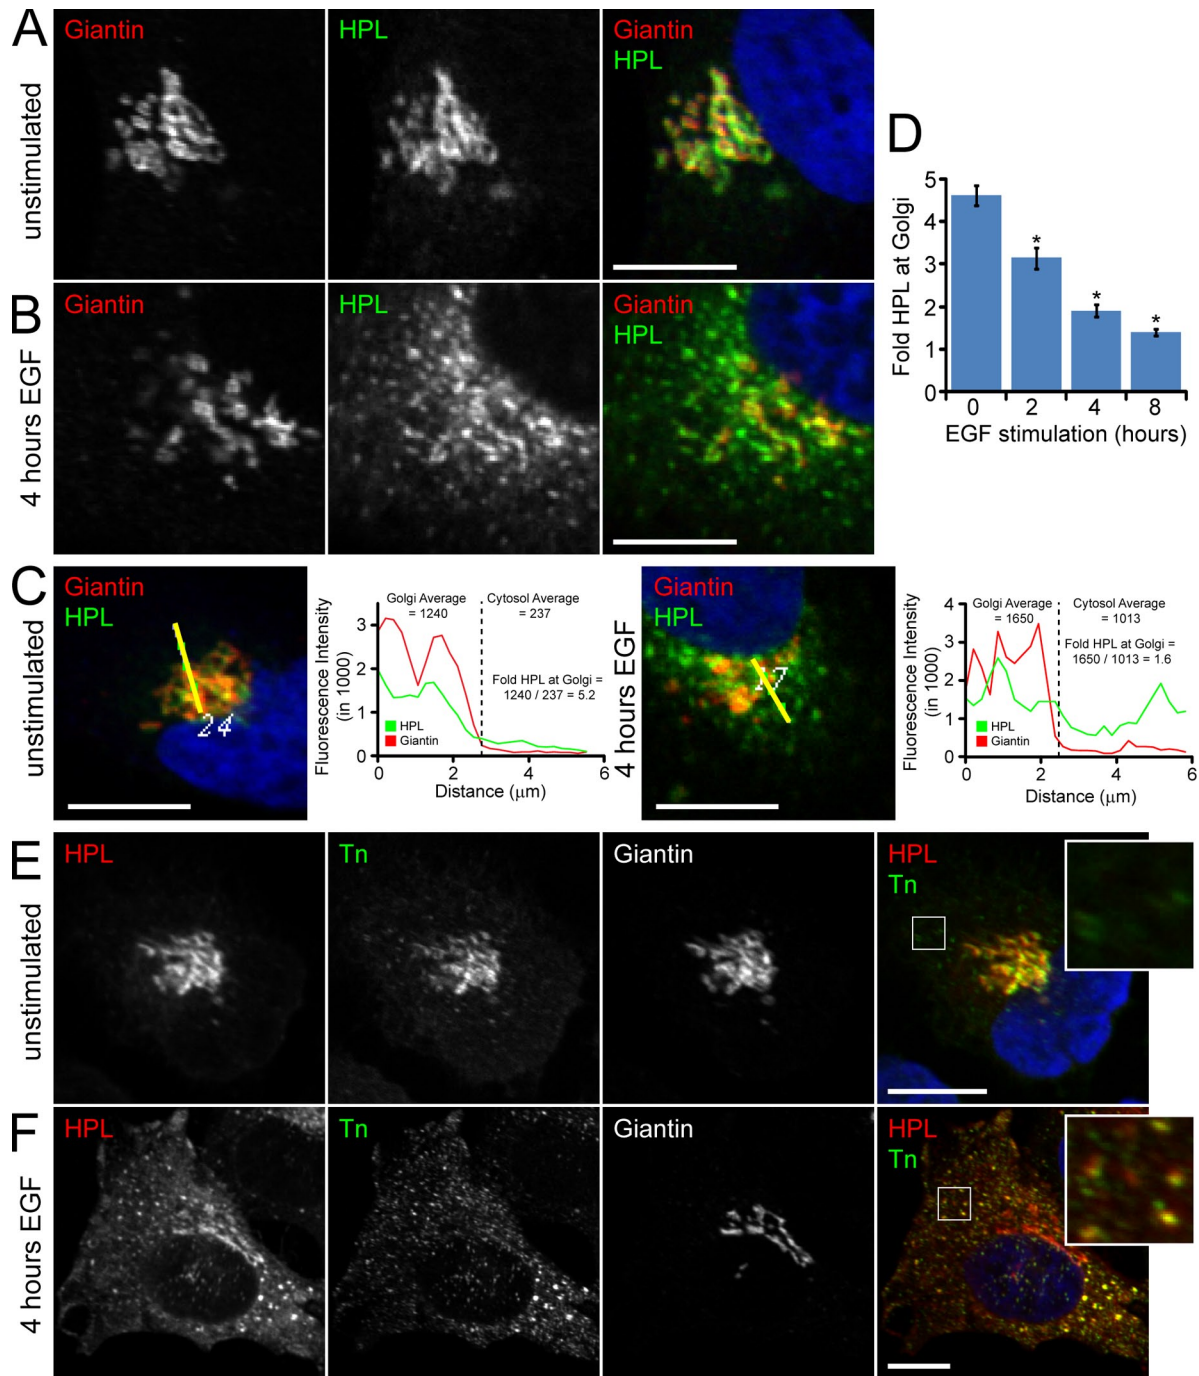 A
unstimulated
Giantin
HPL
Giantin
HPL
B
4 hours EGF
Giantin
HPL
Giantin
HPL
D
Fold HPL at Golgi
5
4
3
2
1
0
*
*
*
0 2 4 8
EGF stimulation (hours)
C
unstimulated
Giantin
HPL
24
Fluorescence Intensity
(in 1000)
3
2
1
0
Golgi Average
= 1240
Cytosol Average
= 237
Fold HPL at Golgi =
1240 / 237 = 5.2
HPL
Giantin
0 2 4 6
Distance (μm)
4 hours EGF
Giantin
HPL
17
Fluorescence Intensity
(in 1000)
4
3
2
1
0
Golgi Average
= 1650
Cytosol Average
= 1013
Fold HPL at Golgi =
1650 / 1013 = 1.6
HPL
Giantin
0 2 4 6
Distance (μm)
E
unstimulated
HPL
Tn
Giantin
HPL
Tn
F
4 hours EGF
HPL
Tn
Giantin
HPL
Tn